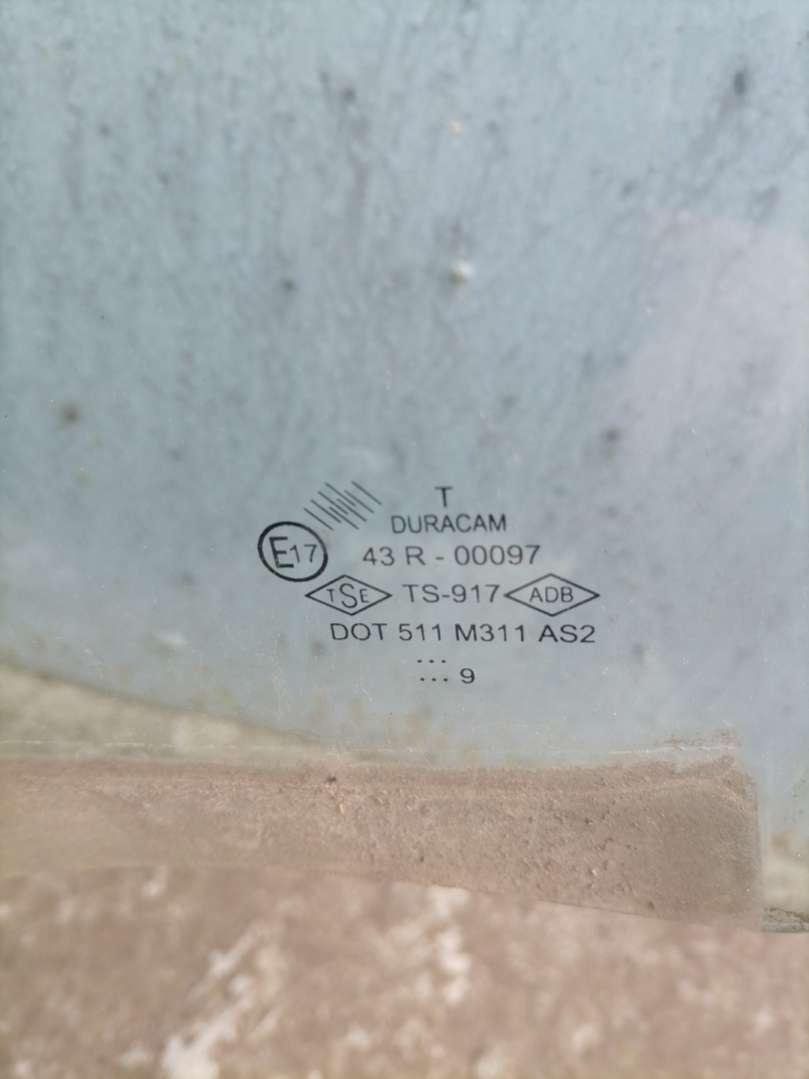 T
DURACAM
E17 43 R - 00097
TSE TS-917 ADB
DOT 511 M311 AS2
...
... 9